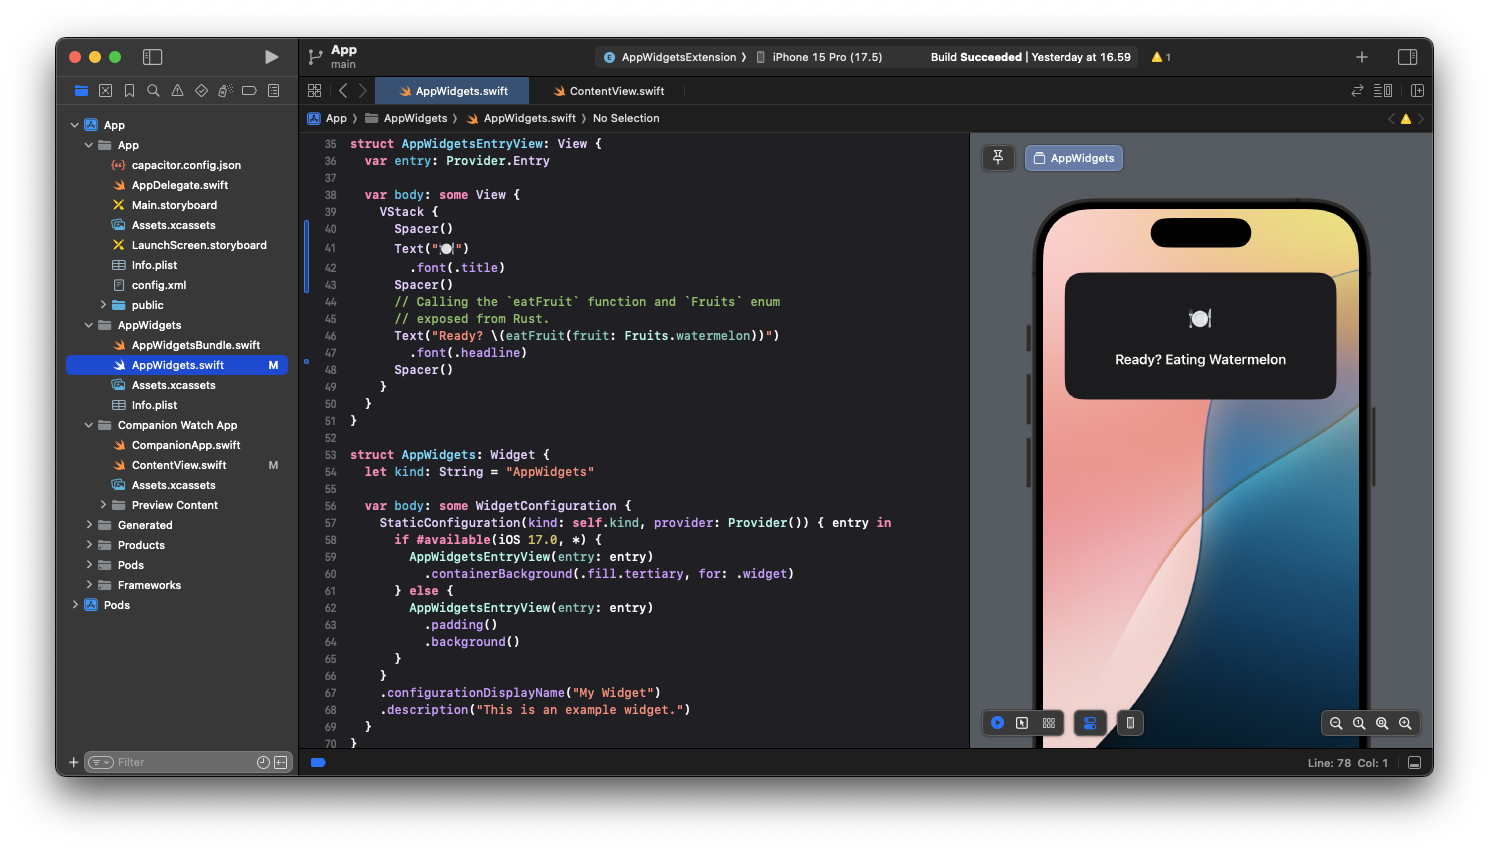 App
main
AppWidgetsExtension
iPhone 15 Pro (17.5)
Build Succeeded | Yesterday at 16.59
1
AppWidgets.swift
ContentView.swift
App
AppWidgets
AppWidgets.swift
No Selection
App
App
capacitor.config.json
AppDelegate.swift
Main.storyboard
Assets.xcassets
LaunchScreen.storyboard
Info.plist
config.xml
public
AppWidgets
AppWidgetsBundle.swift
AppWidgets.swift M
Assets.xcassets
Info.plist
Companion Watch App
CompanionApp.swift
ContentView.swift M
Assets.xcassets
Preview Content
Generated
Products
Pods
Frameworks
Pods
Filter
35 struct AppWidgetsEntryView: View {
36 var entry: Provider.Entry
37
38 var body: some View {
39 VStack {
40 Spacer()
41 Text("🍽️")
42 .font(.title)
43 Spacer()
44 // Calling the `eatFruit` function and `Fruits` enum
45 // exposed from Rust.
46 Text("Ready? \(eatFruit(fruit: Fruits.watermelon))")
47 .font(.headline)
48 Spacer()
49 }
50 }
51 }
52
53 struct AppWidgets: Widget {
54 let kind: String = "AppWidgets"
55
56 var body: some WidgetConfiguration {
57 StaticConfiguration(kind: self.kind, provider: Provider()) { entry in
58 if #available(iOS 17.0, *) {
59 AppWidgetsEntryView(entry: entry)
60 .containerBackground(.fill.tertiary, for: .widget)
61 } else {
62 AppWidgetsEntryView(entry: entry)
63 .padding()
64 .background()
65 }
66 }
67 .configurationDisplayName("My Widget")
68 .description("This is an example widget.")
69 }
70 }
AppWidgets
🍽️
Ready? Eating Watermelon
Line: 78 Col: 1